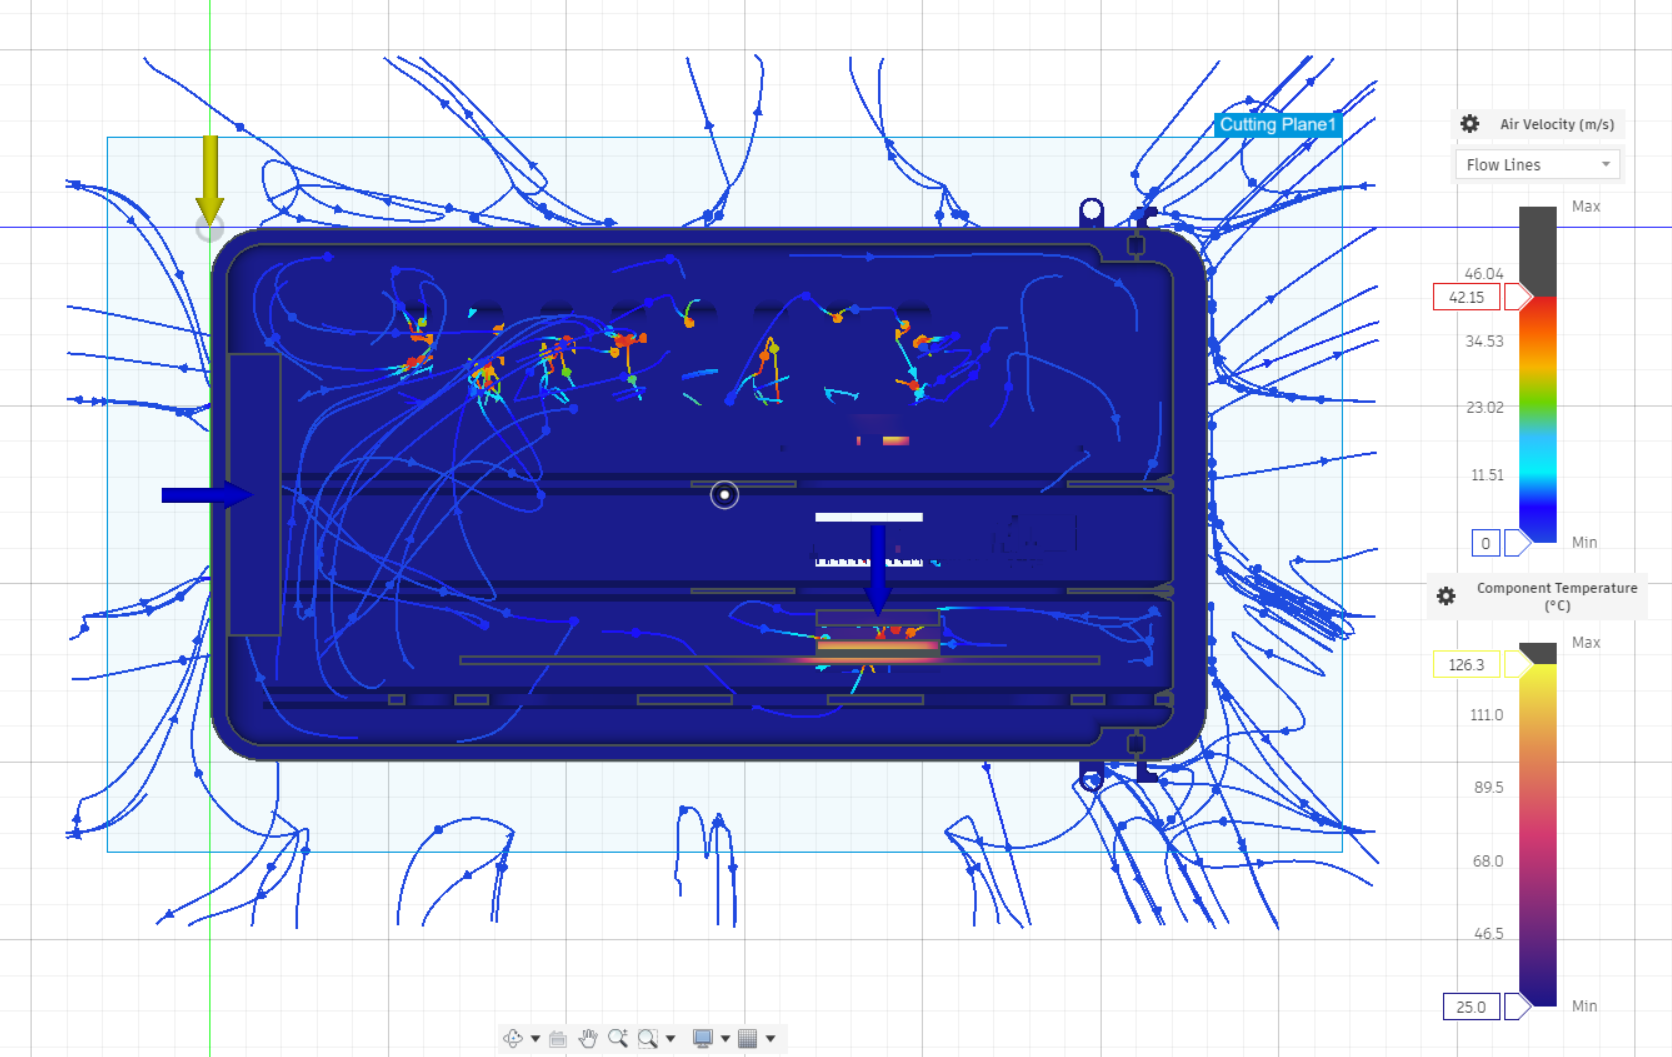 Cutting Plane1
Air Velocity (m/s)
Flow Lines
Max
46.04
42.15
34.53
23.02
11.51
0
Min
Component Temperature
(°C)
Max
126.3
111.0
89.5
68.0
46.5
25.0
Min